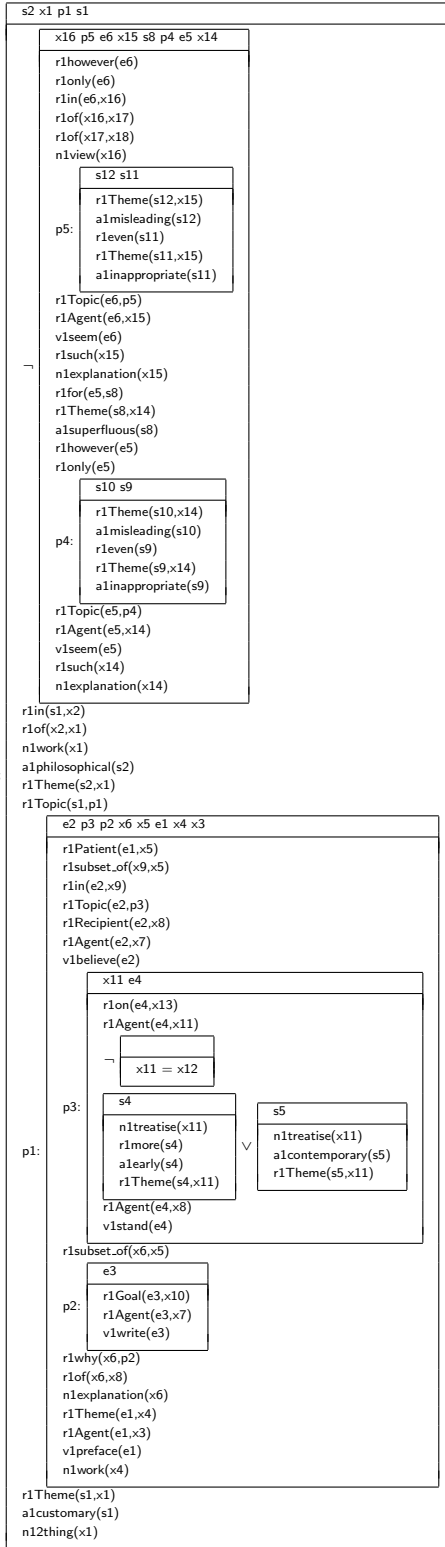 s2 x1 p1 s1
x16 p5 e6 x15 s8 p4 e5 x14
r1however(e6)
r1only(e6)
r1in(e6,x16)
r1of(x16,x17)
r1of(x17,x18)
n1view(x16)
s12 s11
r1Theme(s12,x15)
a1misleading(s12)
p5: r1even(s11)
r1Theme(s11,x15)
a1inappropriate(s11)
r1Topic(e6,p5)
r1Agent(e6,x15)
v1seem(e6)
¬ r1such(x15)
n1explanation(x15)
r1for(e5,s8)
r1Theme(s8,x14)
a1superfluous(s8)
r1however(e5)
r1only(e5)
s10 s9
r1Theme(s10,x14)
a1misleading(s10)
p4: r1even(s9)
r1Theme(s9,x14)
a1inappropriate(s9)
r1Topic(e5,p4)
r1Agent(e5,x14)
v1seem(e5)
r1such(x14)
n1explanation(x14)
r1in(s1,x2)
r1of(x2,x1)
n1work(x1)
a1philosophical(s2)
r1Theme(s2,x1)
r1Topic(s1,p1)
e2 p3 p2 x6 x5 e1 x4 x3
r1Patient(e1,x5)
r1subset_of(x9,x5)
r1in(e2,x9)
r1Topic(e2,p3)
r1Recipient(e2,x8)
r1Agent(e2,x7)
v1believe(e2)
x11 e4
r1on(e4,x13)
r1Agent(e4,x11)
¬
x11 = x12
p3:
s4
n1treatise(x11)
r1more(s4)
a1early(s4)
r1Theme(s4,x11)
∨
s5
n1treatise(x11)
a1contemporary(s5)
r1Theme(s5,x11)
p1:
r1Agent(e4,x8)
v1stand(e4)
r1subset_of(x6,x5)
e3
r1Goal(e3,x10)
p2: r1Agent(e3,x7)
v1write(e3)
r1why(x6,p2)
r1of(x6,x8)
n1explanation(x6)
r1Theme(e1,x4)
r1Agent(e1,x3)
v1preface(e1)
n1work(x4)
r1Theme(s1,x1)
a1customary(s1)
n12thing(x1)